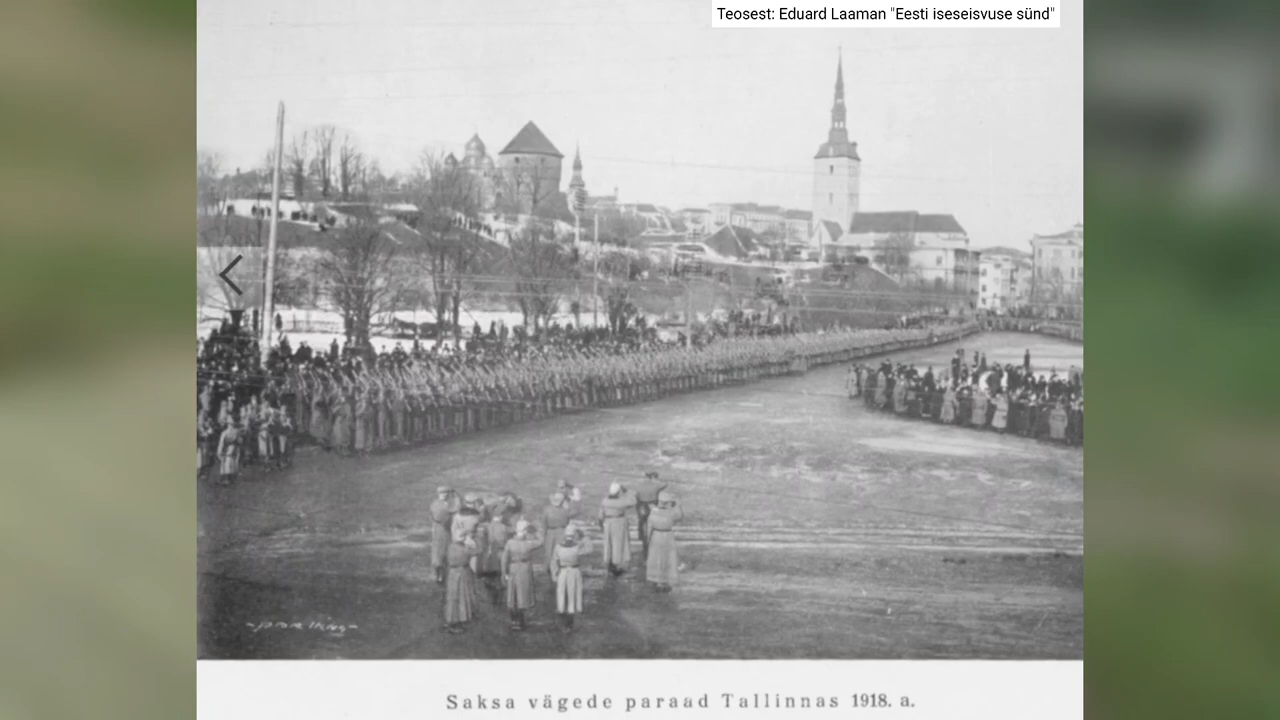 Teosest: Eduard Laaman "Eesti iseseisvuse sünd"
Saksa vägede paraad Tallinnas 1918. a.